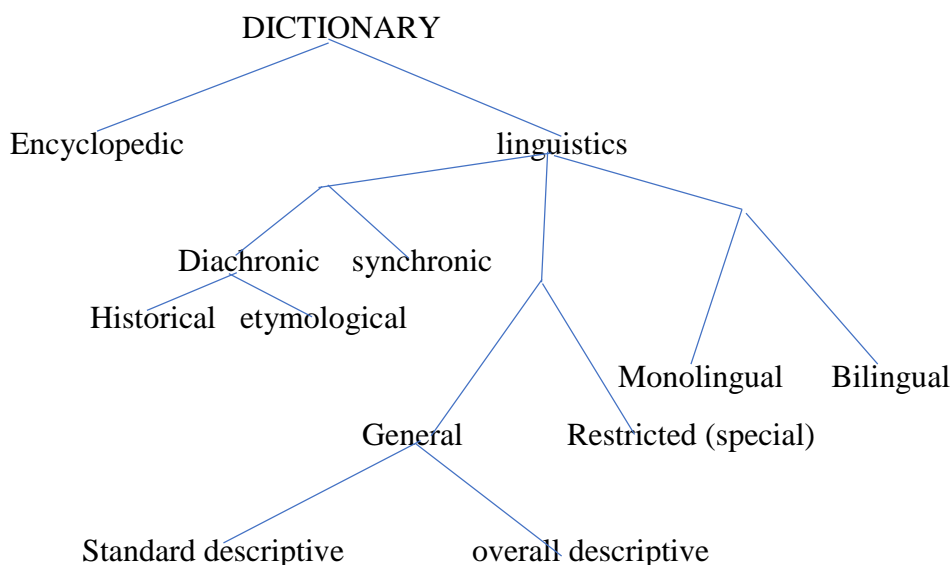 DICTIONARY
Encyclopedic linguistics
Diachronic synchronic
Historical etymological
Monolingual Bilingual
General Restricted (special)
Standard descriptive overall descriptive